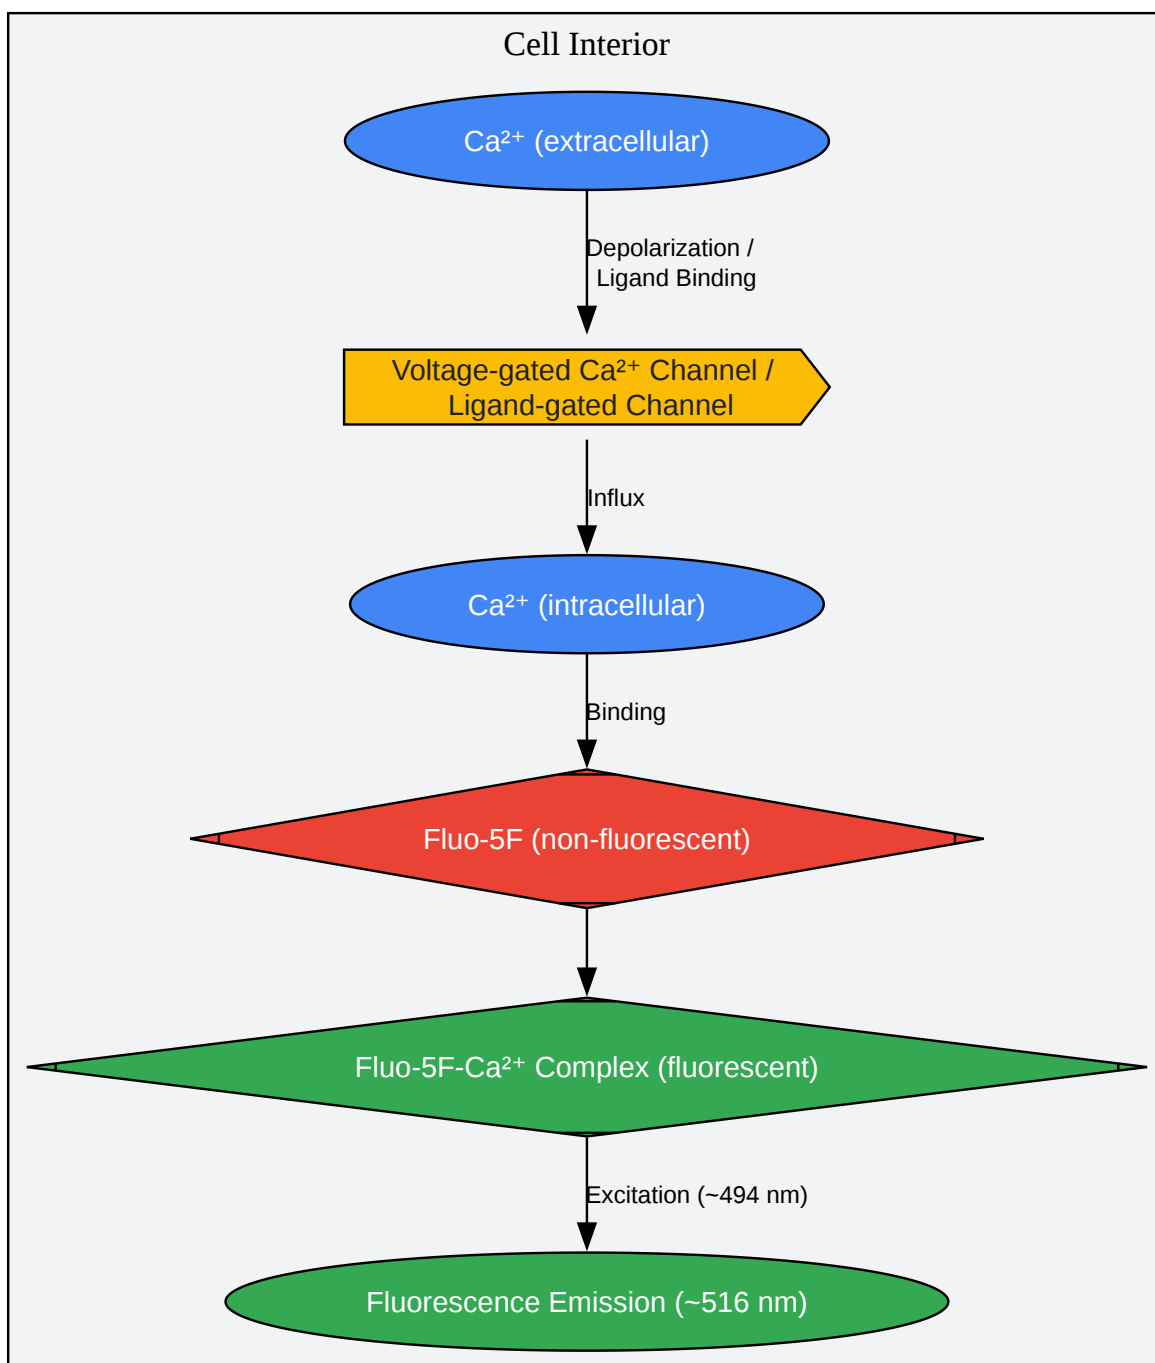 Cell Interior
Ca²⁺ (extracellular)
Depolarization /
Ligand Binding
Voltage-gated Ca²⁺ Channel /
Ligand-gated Channel
Influx
Ca²⁺ (intracellular)
Binding
Fluo-5F (non-fluorescent)
Fluo-5F-Ca²⁺ Complex (fluorescent)
Excitation (~494 nm)
Fluorescence Emission (~516 nm)